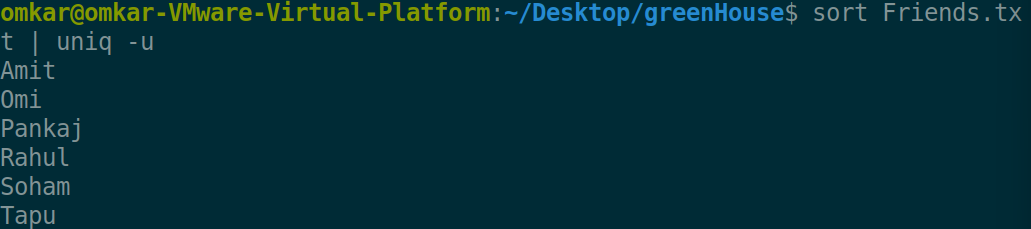 omkar@omkar-VMware-Virtual-Platform:~/Desktop/greenHouse$ sort Friends.tx
t | uniq -u
Amit
Omi
Pankaj
Rahul
Soham
Tapu